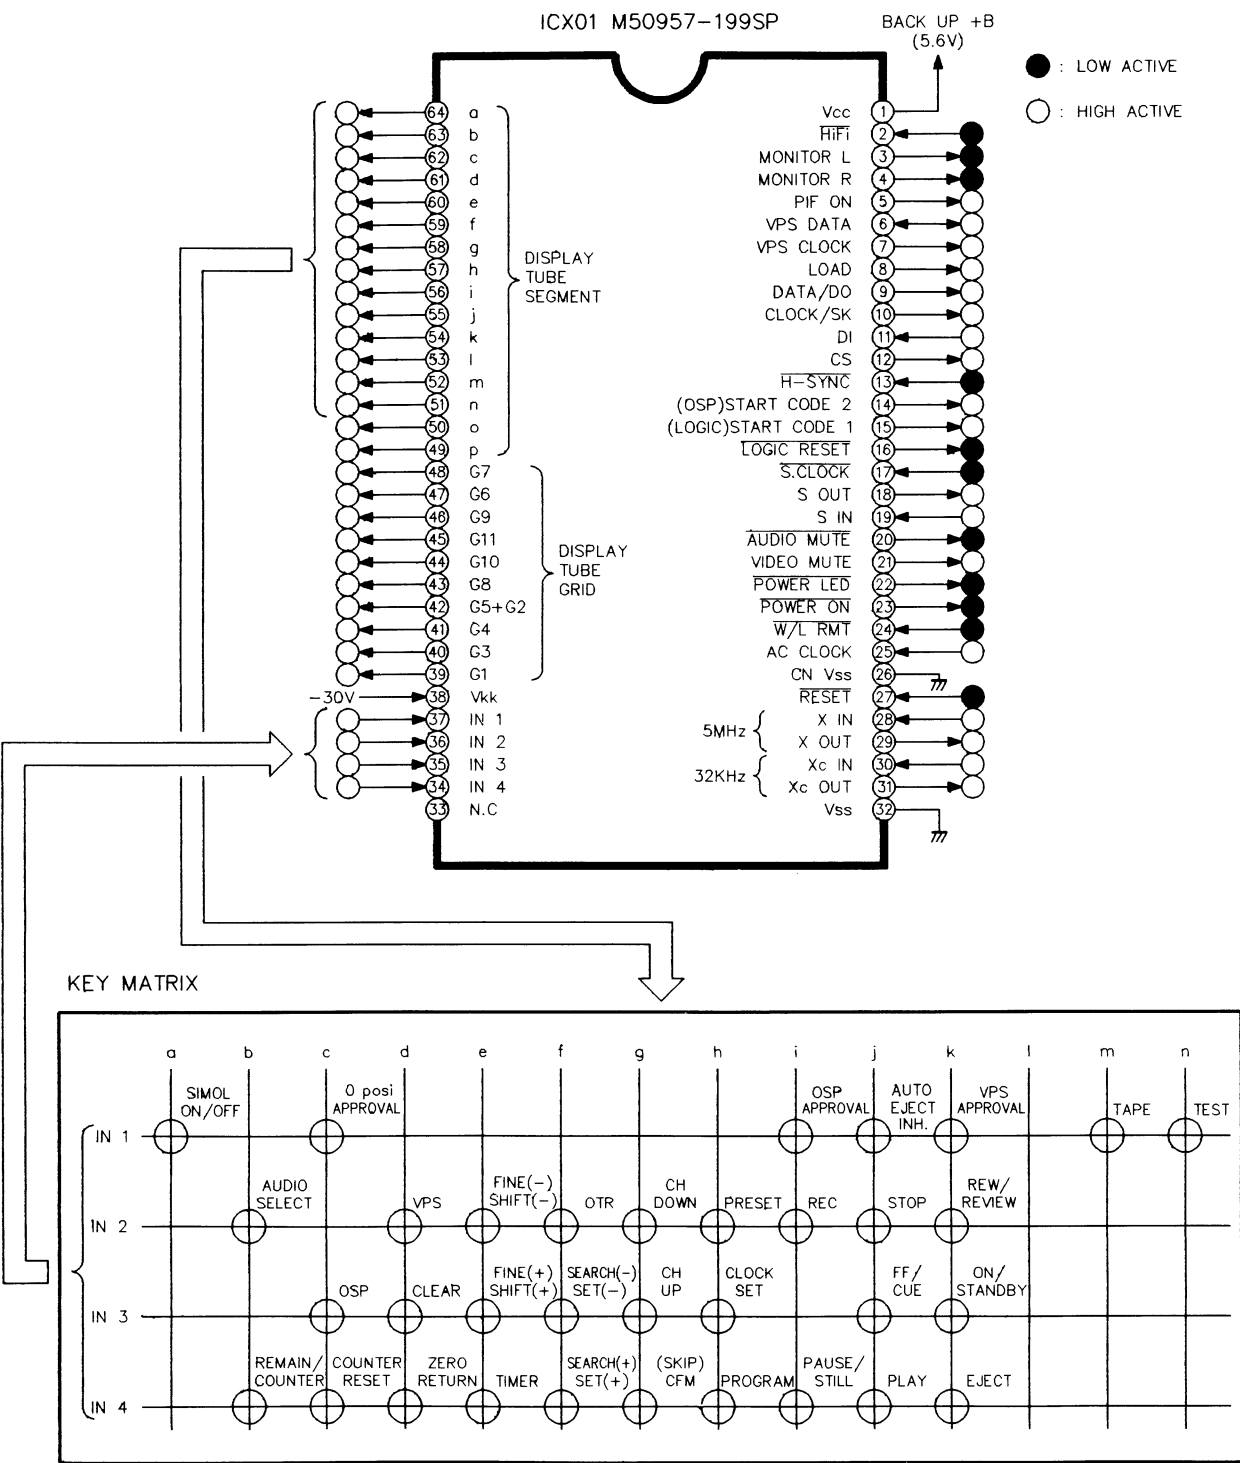 ICX01 M50957-199SP
BACK UP +B
(5.6V)
: LOW ACTIVE
: HIGH ACTIVE
64 a
63 b
62 c
61 d
60 e
59 f
58 g
57 h
56 i
55 j
54 k
53 l
52 m
51 n
50 o
49 p
DISPLAY
TUBE
SEGMENT
48 G7
47 G6
46 G9
45 G11
44 G10
43 G8
42 G5+G2
41 G4
40 G3
39 G1
DISPLAY
TUBE
GRID
-30V 38 Vkk
37 IN 1
36 IN 2
35 IN 3
34 IN 4
33 N.C
Vcc 1
HiFi 2
MONITOR L 3
MONITOR R 4
PIF ON 5
VPS DATA 6
VPS CLOCK 7
LOAD 8
DATA/DO 9
CLOCK/SK 10
DI 11
CS 12
H-SYNC 13
(OSP)START CODE 2 14
(LOGIC)START CODE 1 15
LOGIC RESET 16
S.CLOCK 17
S OUT 18
S IN 19
AUDIO MUTE 20
VIDEO MUTE 21
POWER LED 22
POWER ON 23
W/L RMT 24
AC CLOCK 25
CN Vss 26
RESET 27
5MHz
X IN 28
X OUT 29
32KHz
Xc IN 30
Xc OUT 31
Vss 32
KEY MATRIX
a b c d e f g h i j k l m n
SIMOL
ON/OFF
0 posi
APPROVAL
OSP
APPROVAL
AUTO
EJECT
INH.
VPS
APPROVAL
TAPE
TEST
IN 1
AUDIO
SELECT
VPS
FINE(-)
SHIFT(-)
OTR
CH
DOWN
PRESET
REC
STOP
REW/
REVIEW
IN 2
OSP
CLEAR
FINE(+)
SHIFT(+)
SEARCH(-)
SET(-)
CH
UP
CLOCK
SET
FF/
CUE
ON/
STANDBY
IN 3
REMAIN/
COUNTER
COUNTER
RESET
ZERO
RETURN
TIMER
SEARCH(+)
SET(+)
(SKIP)
CFM
PROGRAM
PAUSE/
STILL
PLAY
EJECT
IN 4